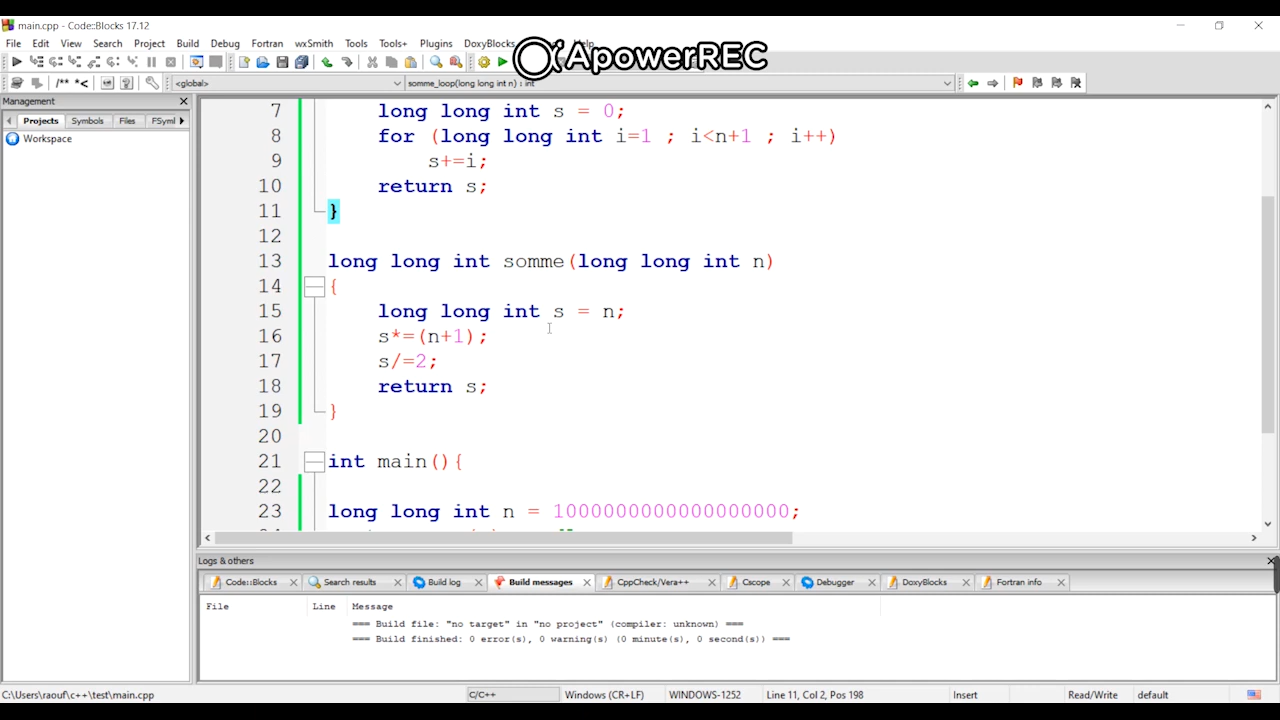 main.cpp - Code::Blocks 17.12
File Edit View Search Project Build Debug Fortran wxSmith Tools Tools+ Plugins DoxyBlocks Help
ApowerREC
/** *<
<global> somme_loop(long long int n) : int
Management
Projects Symbols Files FSyml
Workspace
7 long long int s = 0;
8 for (long long int i=1 ; i<n+1 ; i++)
9 s+=i;
10 return s;
11 }
12
13 long long int somme(long long int n)
14 {
15 long long int s = n;
16 s*=(n+1);
17 s/=2;
18 return s;
19 }
20
21 int main(){
22
Logs & others
Code::Blocks Search results Build log Build messages CppCheck/Vera++ Cscope Debugger DoxyBlocks Fortran info
File Line Message
=== Build file: "no target" in "no project" (compiler: unknown) ===
=== Build finished: 0 error(s), 0 warning(s) (0 minute(s), 0 second(s)) ===
C:\Users\raouf\c++\test\main.cpp C/C++ Windows (CR+LF) WINDOWS-1252 Line 11, Col 2, Pos 198 Insert Read/Write default